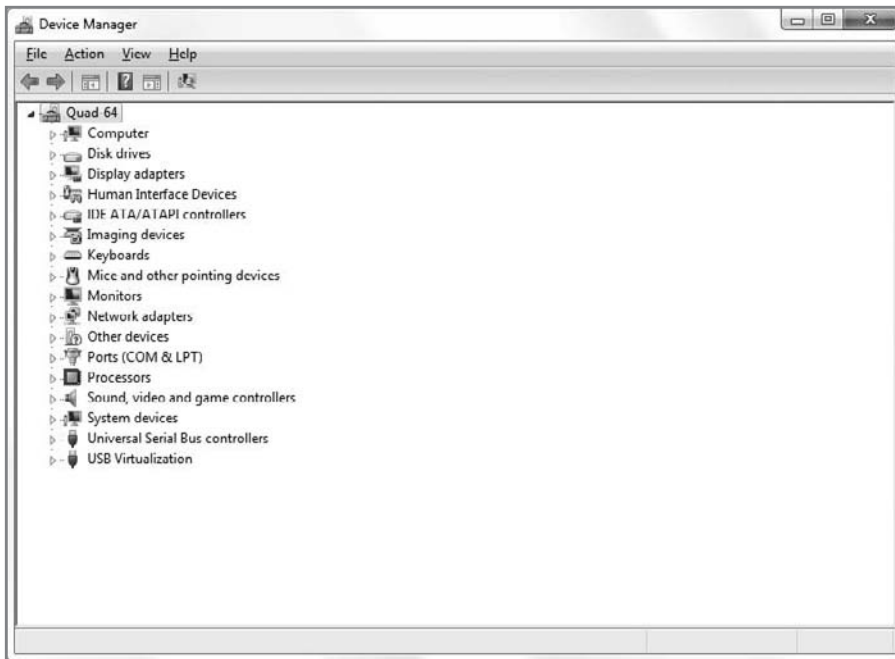 Device Manager
File Action View Help
Quad-64
Computer
Disk drives
Display adapters
Human Interface Devices
IDE ATA/ATAPI controllers
Imaging devices
Keyboards
Mice and other pointing devices
Monitors
Network adapters
Other devices
Ports (COM & LPT)
Processors
Sound, video and game controllers
System devices
Universal Serial Bus controllers
USB Virtualization